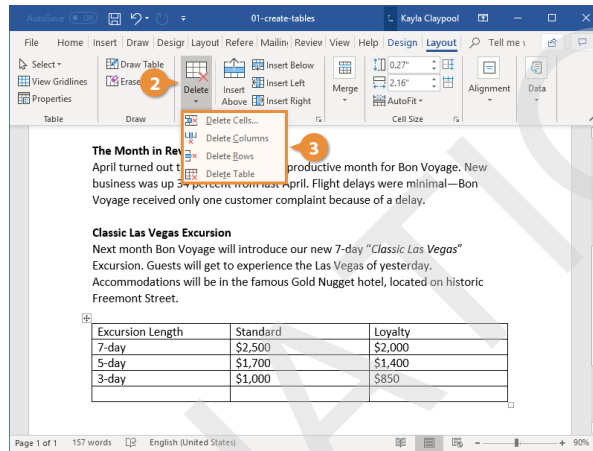 AutoSave Off 01-create-tables Kayla Claypool
File Home Insert Draw Desigr Layout Refere Mailin Review View Help Design Layout Tell me
Select
View Gridlines
Properties
Table
Draw Table
Erase
Draw
2
Delete
Insert Above
Insert Below
Insert Left
Insert Right
Merge
0.27"
2.16"
AutoFit
Cell Size
Alignment
Data
Delete Cells...
Delete Columns
Delete Rows
Delete Table
3
The Month in Rev
April turned out t productive month for Bon Voyage. New
business was up 34 percent from last April. Flight delays were minimal—Bon
Voyage received only one customer complaint because of a delay.
Classic Las Vegas Excursion
Next month Bon Voyage will introduce our new 7-day “Classic Las Vegas”
Excursion. Guests will get to experience the Las Vegas of yesterday.
Accommodations will be in the famous Gold Nugget hotel, located on historic
Freemont Street.
Excursion Length Standard Loyalty
7-day $2,500 $2,000
5-day $1,700 $1,400
3-day $1,000 $850
Page 1 of 1 157 words English (United States) 90%